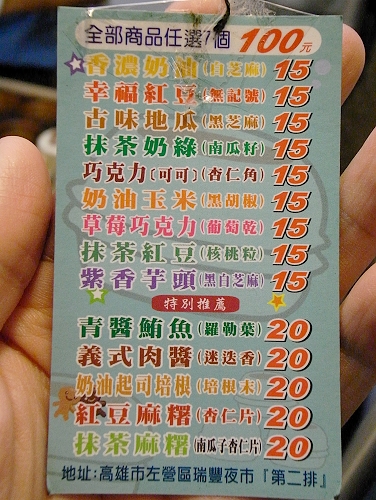 全部商品任選7個 100元
香濃奶油(白芝麻) 15
幸福紅豆(無記號) 15
古味地瓜(黑芝麻) 15
抹茶奶綠(南瓜籽) 15
巧克力〔可可〕(杏仁角) 15
奶油玉米(黑胡椒) 15
草莓巧克力(葡萄乾) 15
抹茶紅豆(核桃粒) 15
紫香芋頭(黑白芝麻) 15
特別推薦
青醬鮪魚(羅勒葉) 20
義式肉醬(迷迭香) 20
奶油起司培根(培根末) 20
紅豆麻糬(杏仁片) 20
抹茶麻糬(南瓜子杏仁片) 20
地址:高雄市左營區瑞豐夜市『第二排』